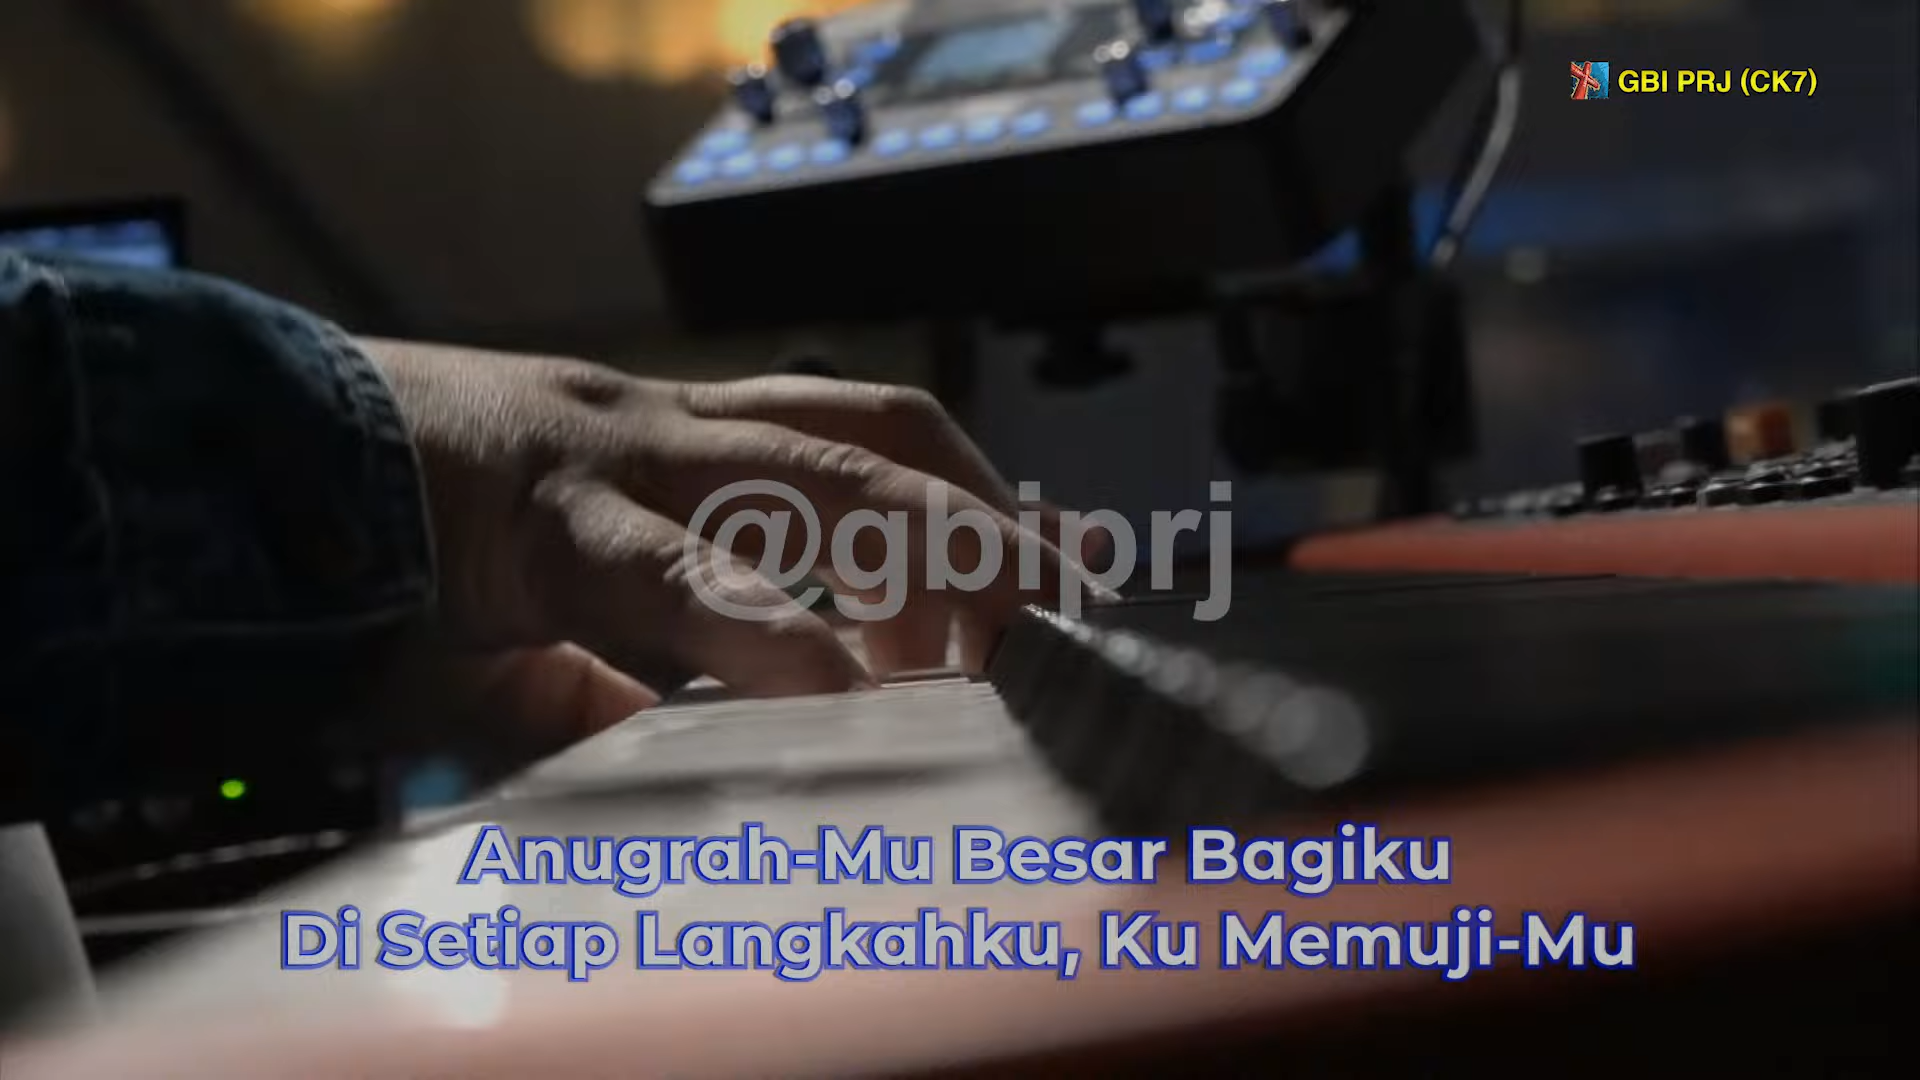 GBI PRJ (CK7)
@gbiprj
Anugrah-Mu Besar Bagiku
Di Setiap Langkahku, Ku Memuji-Mu